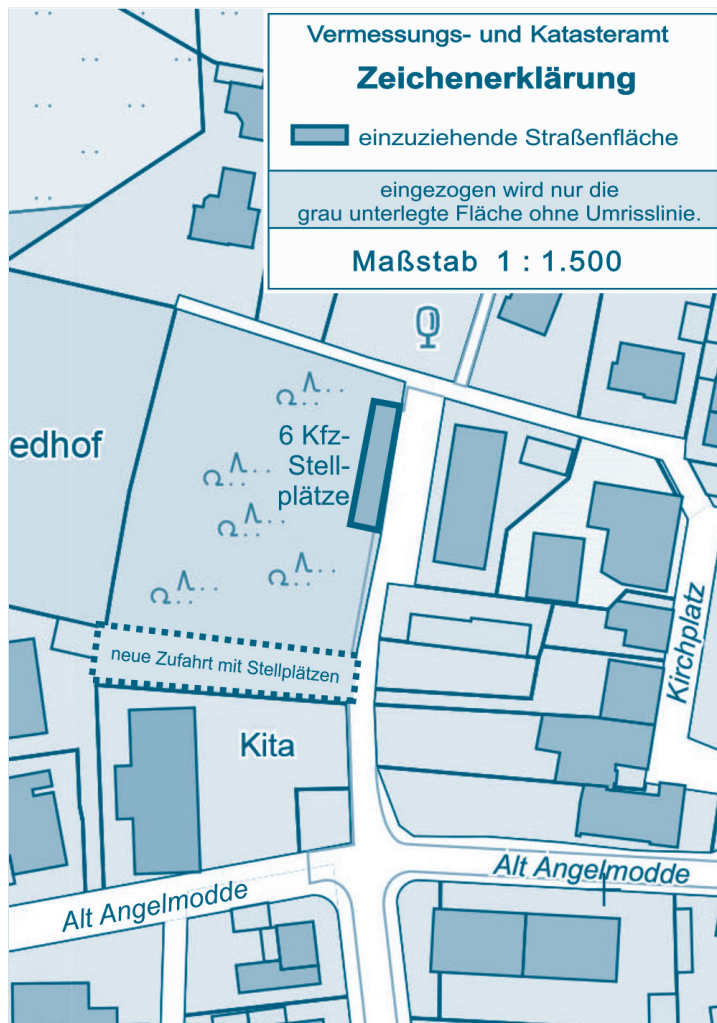 Vermessungs- und Katasteramt
Zeichenerklärung
einzuziehende Straßenfläche
eingezogen wird nur die
grau unterlegte Fläche ohne Umrisslinie.
Maßstab 1 : 1.500
edhof
6 Kfz-
Stell-
plätze
neue Zufahrt mit Stellplätzen
Kirchplatz
Kita
Alt Angelmodde
Alt Angelmodde